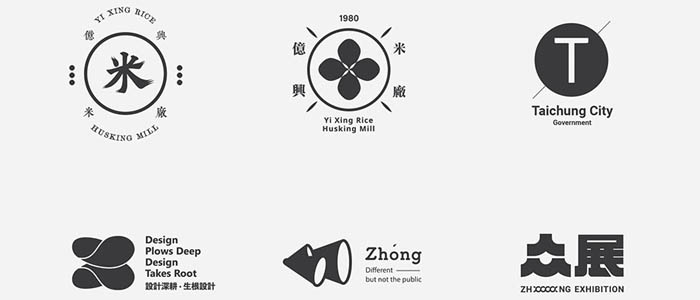 YI XING RICE
億 興
米
米 廠
HUSKING MILL
1980
億 米
興 廠
Yi Xing Rice
Husking Mill
T
Taichung City
Government
Design
Plows Deep
Design
Takes Root
設計深耕·生根設計
Zhóng
Different
but not the public
众展
ZHXXXXXNG EXHIBITION